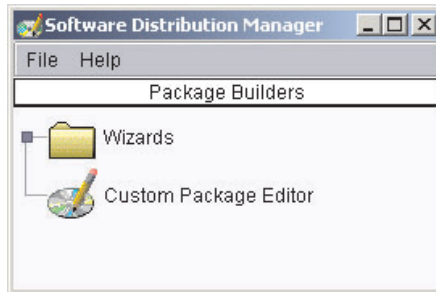 Software Distribution Manager
File Help
Package Builders
Wizards
Custom Package Editor